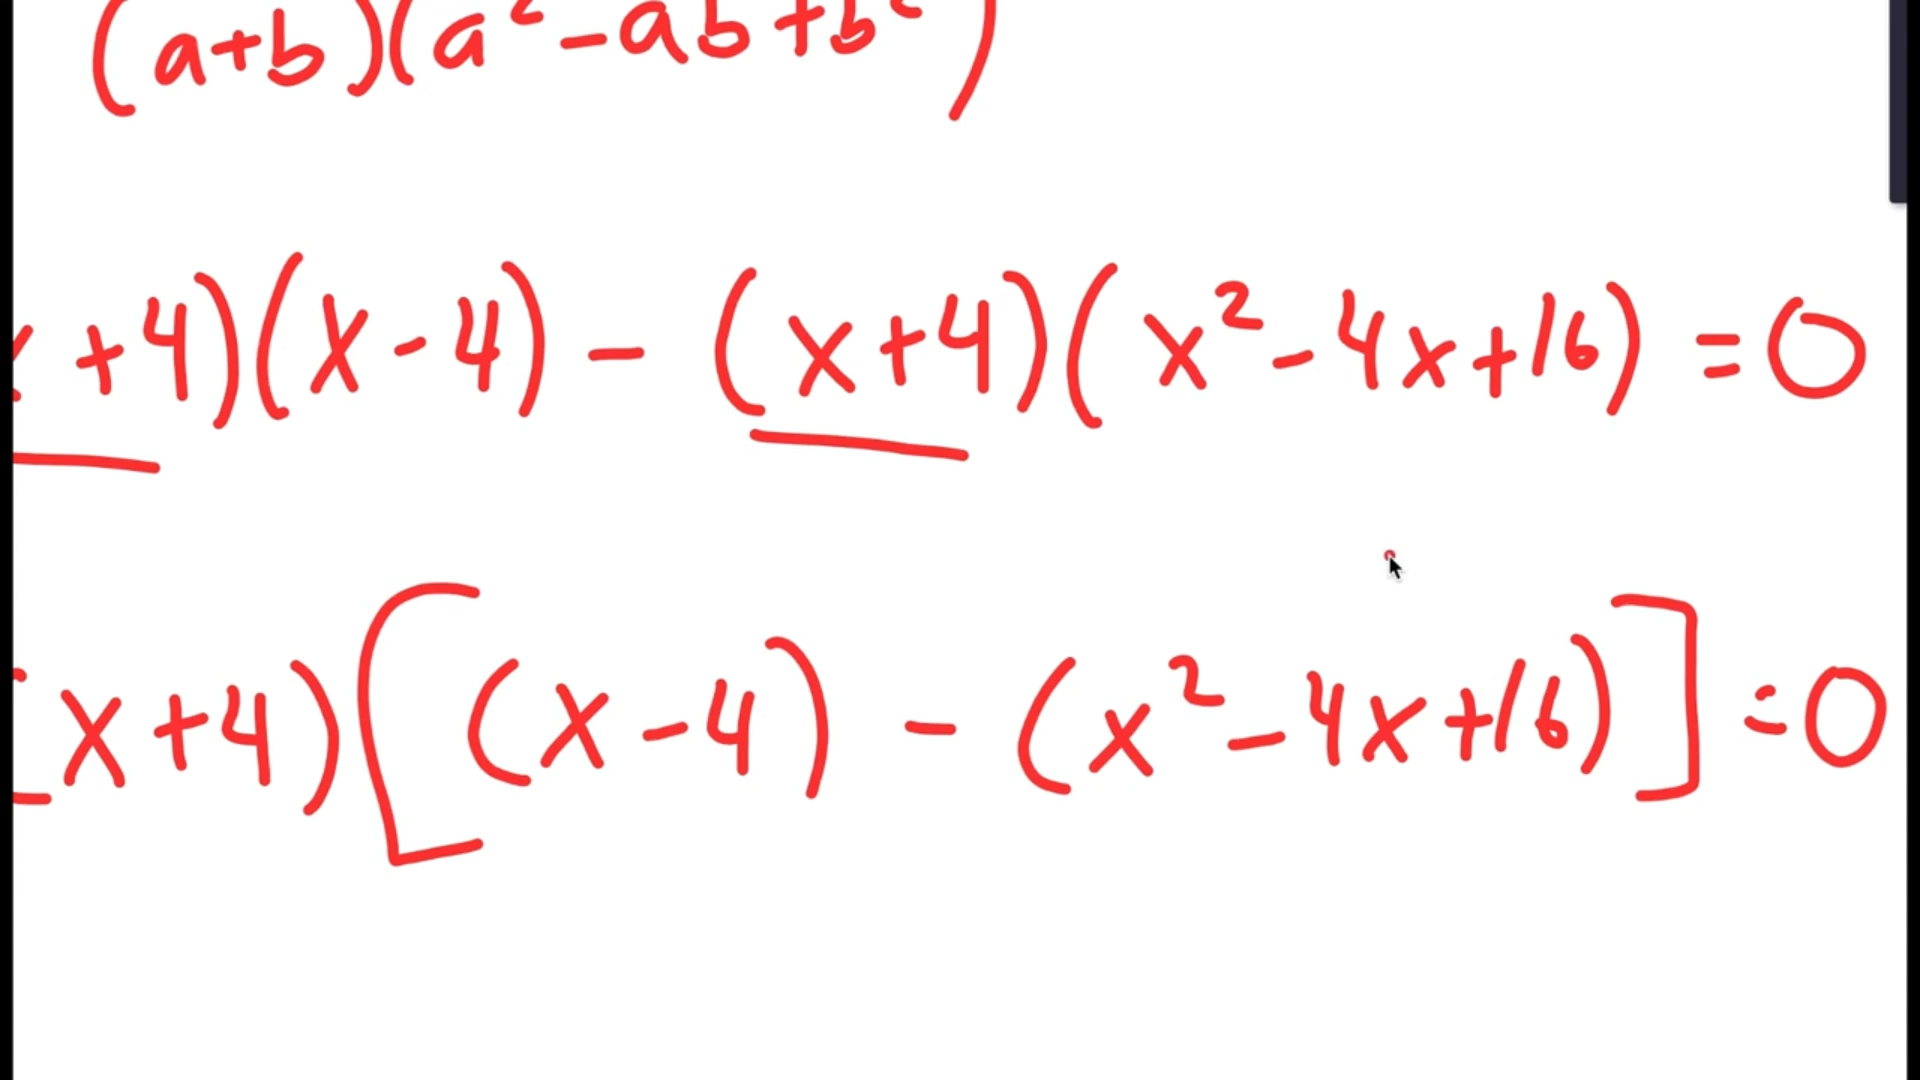 (a+b)(a²-ab+b²)
x+4)(x-4) - (x+4)(x²-4x+16) = 0
(x+4)[(x-4) - (x²-4x+16)] = 0